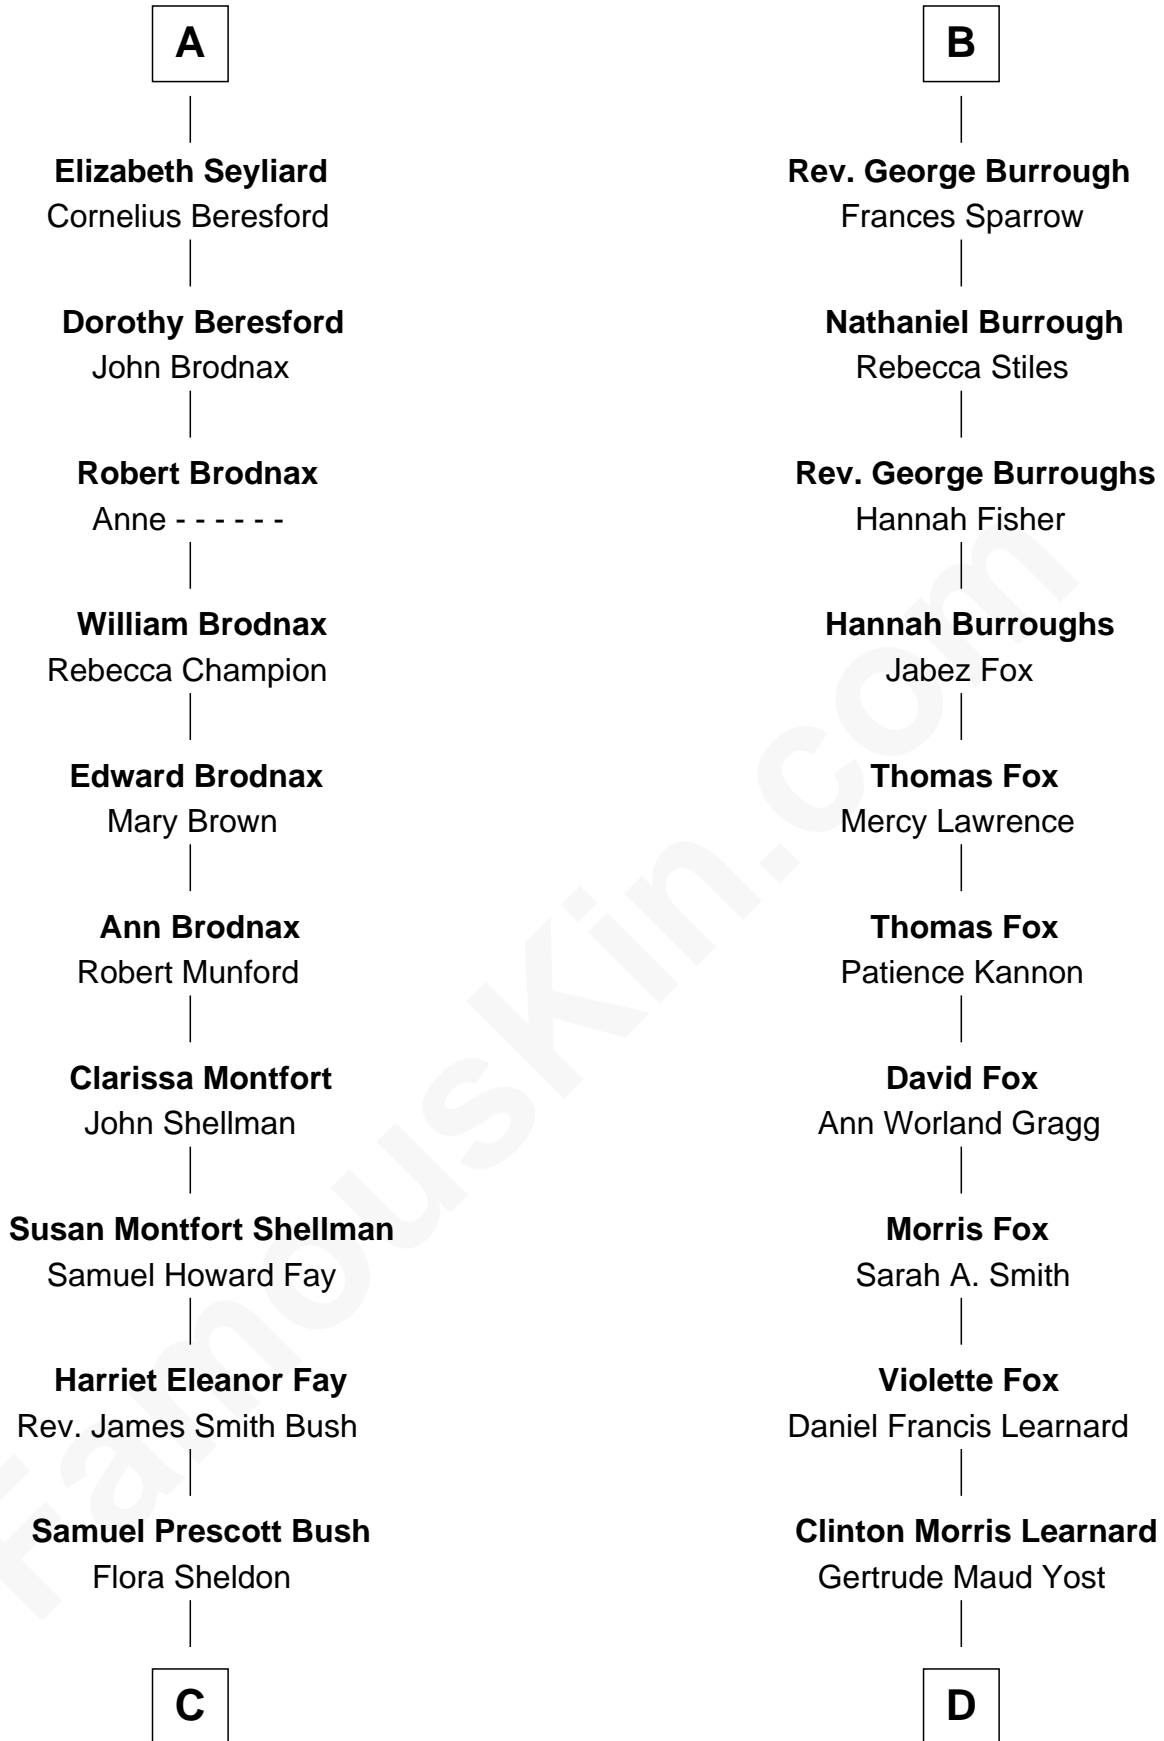 A
Elizabeth Seyliard
Cornelius Beresford
Dorothy Beresford
John Brodnax
Robert Brodnax
Anne - - - - - -
William Brodnax
Rebecca Champion
Edward Brodnax
Mary Brown
Ann Brodnax
Robert Munford
Clarissa Montfort
John Shellman
Susan Montfort Shellman
Samuel Howard Fay
Harriet Eleanor Fay
Rev. James Smith Bush
Samuel Prescott Bush
Flora Sheldon
C
B
Rev. George Burrough
Frances Sparrow
Nathaniel Burrough
Rebecca Stiles
Rev. George Burroughs
Hannah Fisher
Hannah Burroughs
Jabez Fox
Thomas Fox
Mercy Lawrence
Thomas Fox
Patience Kannon
David Fox
Ann Worland Gragg
Morris Fox
Sarah A. Smith
Violette Fox
Daniel Francis Learnard
Clinton Morris Learnard
Gertrude Maud Yost
D
FamousKin.com